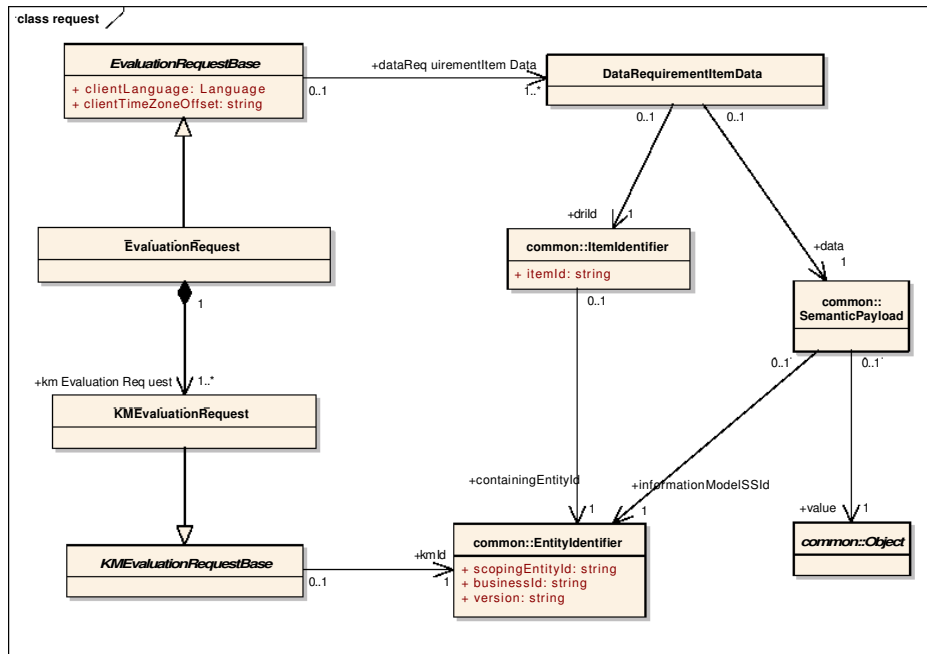 class request
EvaluationRequestBase
+ clientLanguage: Language
+ clientTimeZoneOffset: string
0..1
+dataReq uirementItem Data
1..*
DataRequirementItemData
0..1
0..1
+driId
1
+data
1
EvaluationRequest
1
common::ItemIdentifier
+ itemId: string
0..1
common::
SemanticPayload
0..1
0..1
+km Evaluation Req uest
1..*
KMEvaluationRequest
+containingEntityId
1
+informationModelSSId
1
+value
1
KMEvaluationRequestBase
0..1
+kmId
1
common::EntityIdentifier
+ scopingEntityId: string
+ businessId: string
+ version: string
common::Object